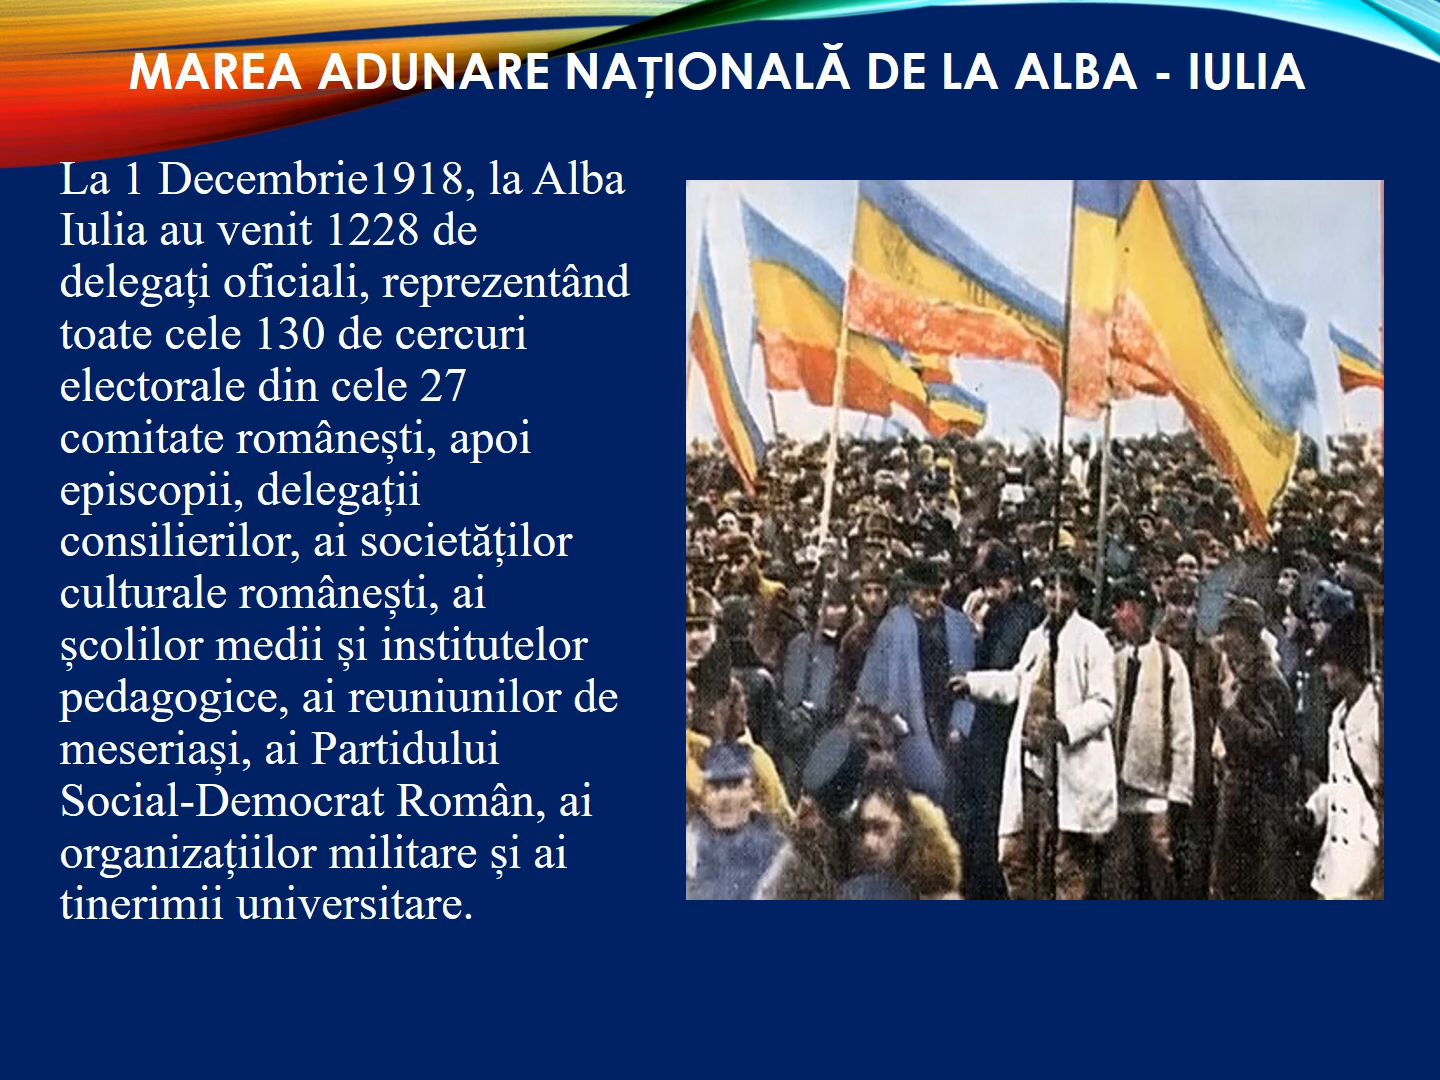 MAREA ADUNARE NAȚIONALĂ DE LA ALBA - IULIA
La 1 Decembrie1918, la Alba
Iulia au venit 1228 de
delegați oficiali, reprezentând
toate cele 130 de cercuri
electorale din cele 27
comitate românești, apoi
episcopii, delegații
consilierilor, ai societăților
culturale românești, ai
școlilor medii și institutelor
pedagogice, ai reuniunilor de
meseriași, ai Partidului
Social-Democrat Român, ai
organizațiilor militare și ai
tinerimii universitare.